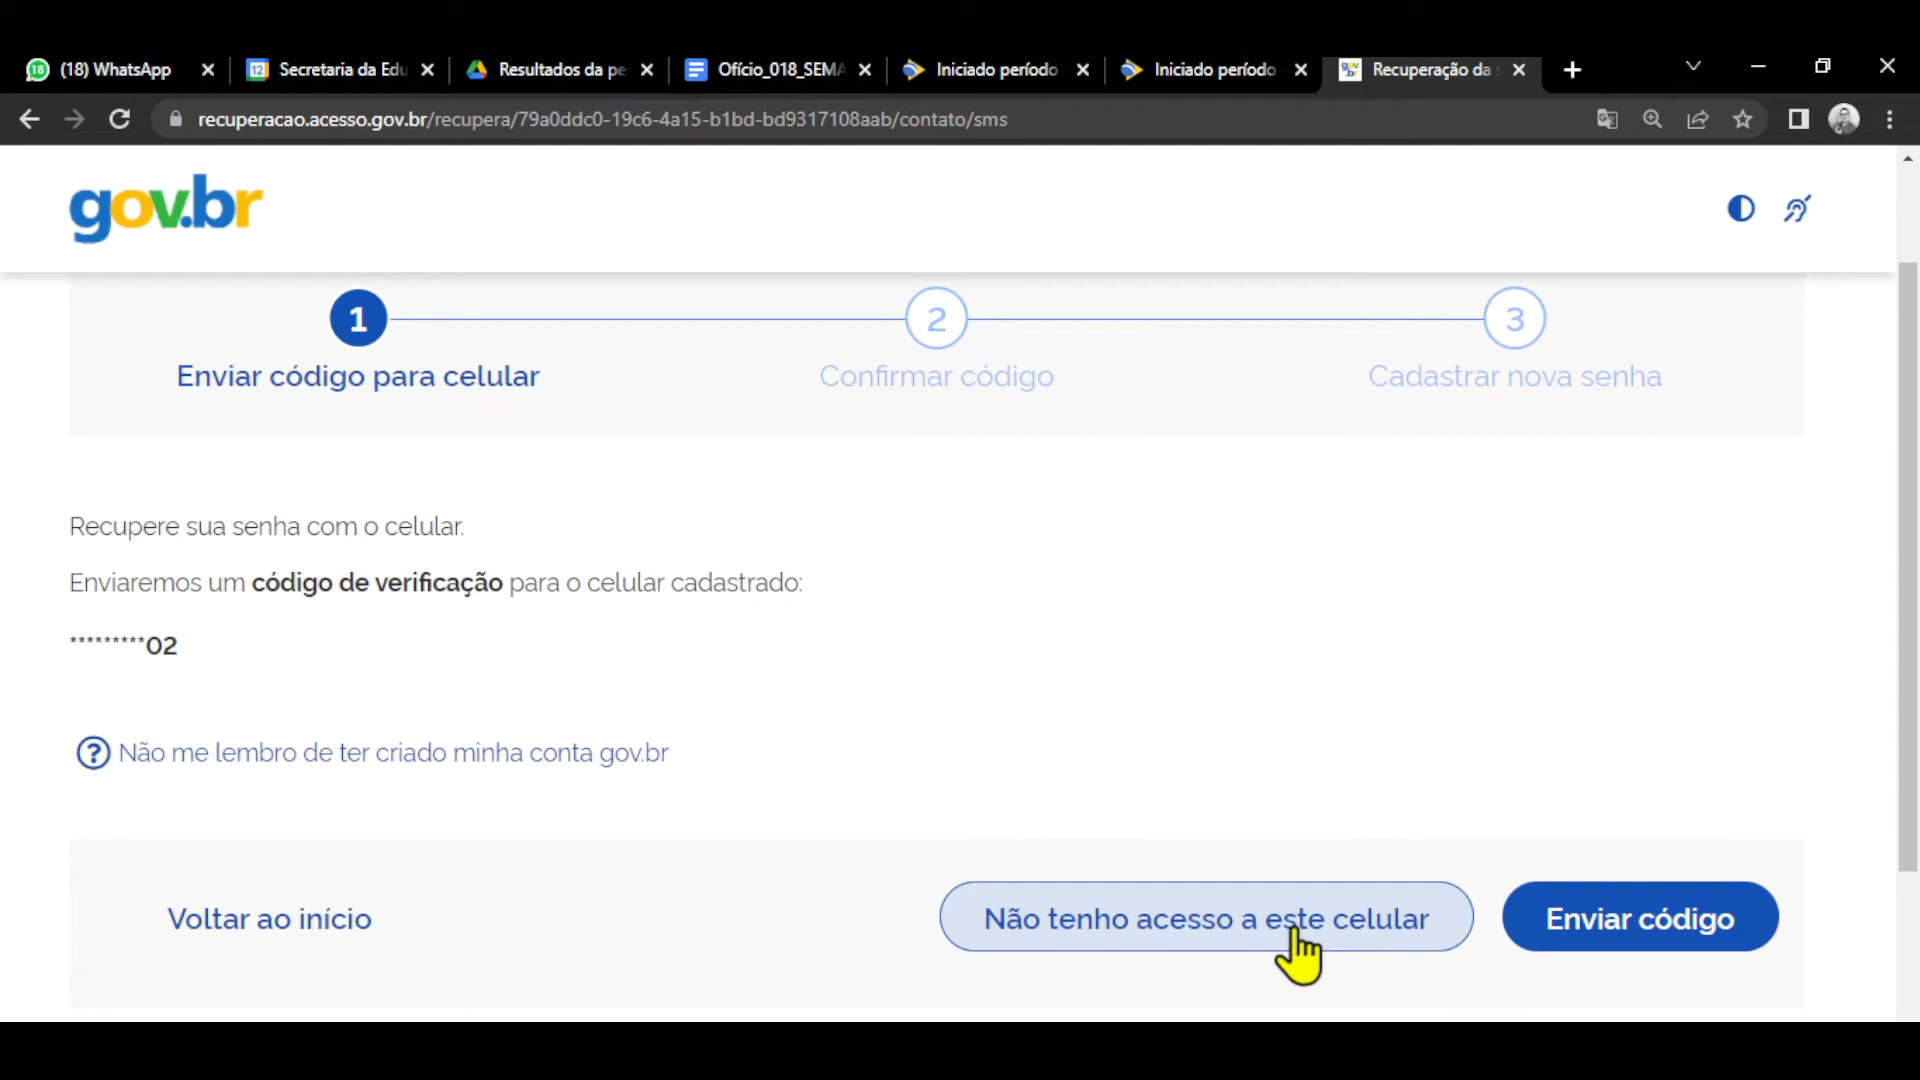 (18) WhatsApp
Secretaria da Edu
Resultados da pe
Ofício_018_SEMA
Iniciado período
Iniciado período
Recuperação da s
recuperacao.acesso.gov.br/recupera/79a0ddc0-19c6-4a15-b1bd-bd9317108aab/contato/sms
gov.br
1
2
3
Enviar código para celular
Confirmar código
Cadastrar nova senha
Recupere sua senha com o celular.
Enviaremos um código de verificação para o celular cadastrado:
*********02
? Não me lembro de ter criado minha conta gov.br
Voltar ao início
Não tenho acesso a este celular
Enviar código